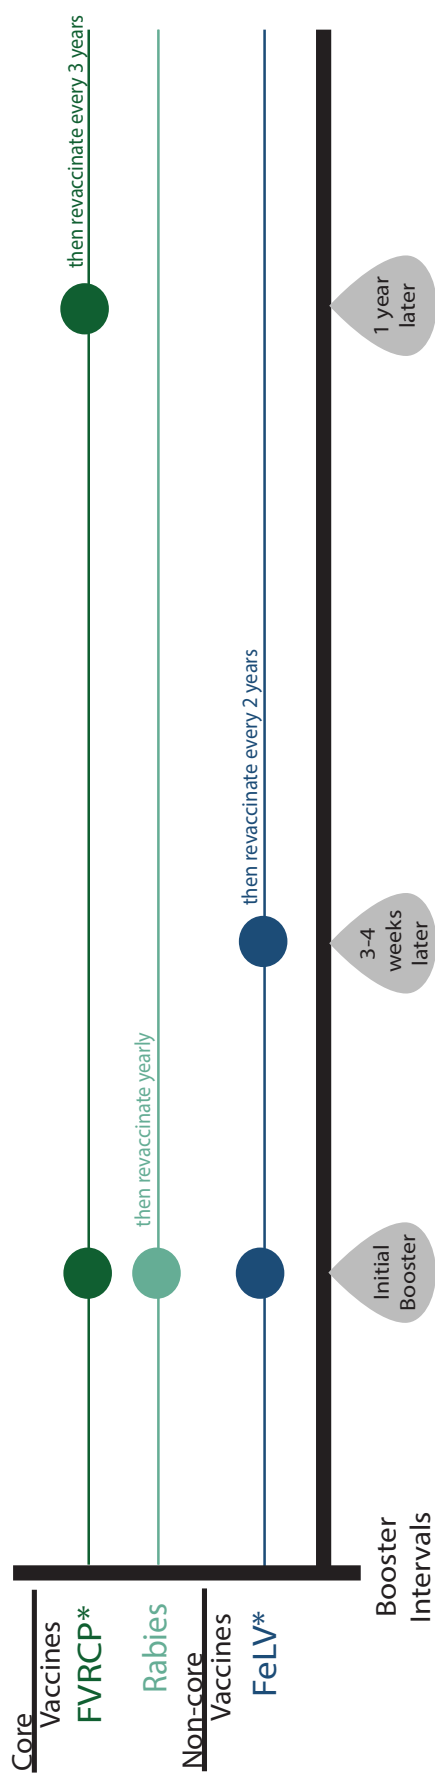 Core
Vaccines
FVRCP*
then revaccinate every 3 years
Rabies
then revaccinate yearly
Non-core
Vaccines
FeLV*
then revaccinate every 2 years
Booster
Intervals
Initial
Booster
3-4
weeks
later
1 year
later